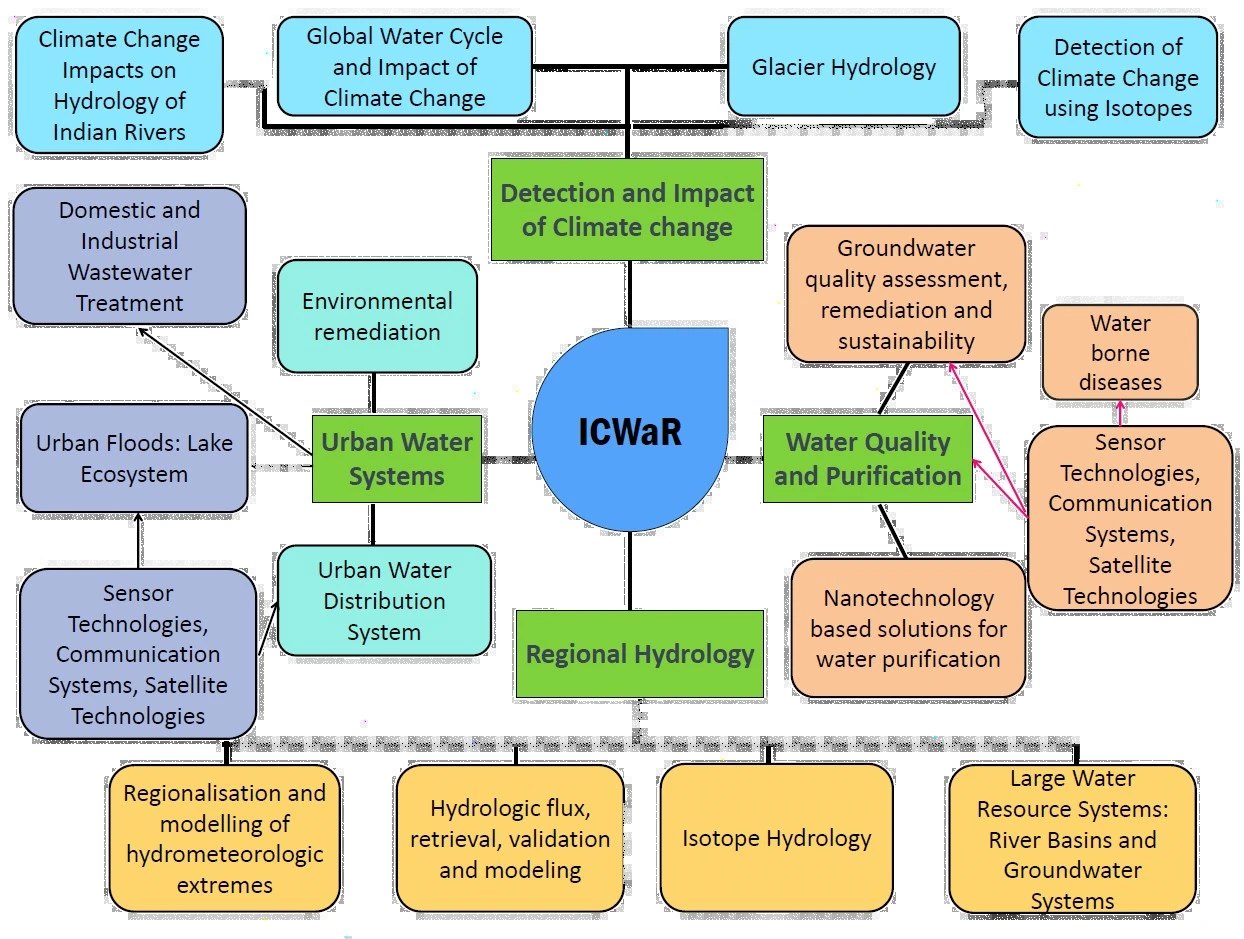 Climate Change
Impacts on
Hydrology of
Indian Rivers
Global Water Cycle
and Impact of
Climate Change
Glacier Hydrology
Detection of
Climate Change
using Isotopes
Detection and Impact
of Climate change
Domestic and
Industrial
Wastewater
Treatment
Environmental
remediation
Groundwater
quality assessment,
remediation and
sustainability
Water
borne
diseases
Urban Floods: Lake
Ecosystem
Urban Water
Systems
ICWaR
Water Quality
and Purification
Sensor
Technologies,
Communication
Systems,
Satellite
Technologies
Sensor
Technologies,
Communication
Systems, Satellite
Technologies
Urban Water
Distribution
System
Regional Hydrology
Nanotechnology
based solutions for
water purification
Regionalisation and
modelling of
hydrometeorologic
extremes
Hydrologic flux,
retrieval, validation
and modeling
Isotope Hydrology
Large Water
Resource Systems:
River Basins and
Groundwater
Systems